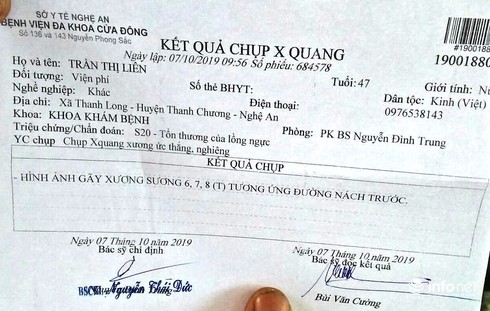 SỞ Y TẾ NGHỆ AN
BỆNH VIỆN ĐA KHOA CỬA ĐÔNG
Số 136 và 143 Nguyễn Phong Sắc
#19001880
19001880
KẾT QUẢ CHỤP X QUANG
Ngày lập: 07/10/2019 09:56 Số phiếu: 684578
Họ và tên: TRẦN THỊ LIÊN Tuổi: 47 Giới tính: Nữ
Đối tượng: Viện phí Số thẻ BHYT: Dân tộc: Kinh (Việt)
Nghề nghiệp: Khác Điện thoại: 0976538143
Địa chỉ: Xã Thanh Long - Huyện Thanh Chương - Nghệ An
Khoa: KHOA KHÁM BỆNH Phòng: PK BS Nguyễn Đình Trung
Triệu chứng/Chẩn đoán: S20 - Tổn thương của lồng ngực
YC chụp Chụp Xquang xương ức thẳng, nghiêng
KẾT QUẢ CHỤP
- HÌNH ẢNH GÃY XƯƠNG SƯƠNG 6, 7, 8 (T) TƯƠNG ỨNG ĐƯỜNG NÁCH TRƯỚC.
Ngày 07 Tháng 10 năm 2019
Bác sỹ chỉ định
Nguyễn Thái Đức
Ngày 07 Tháng 10 năm 2019
Bác sỹ đọc kết quả
Bùi Văn Cường
infonet